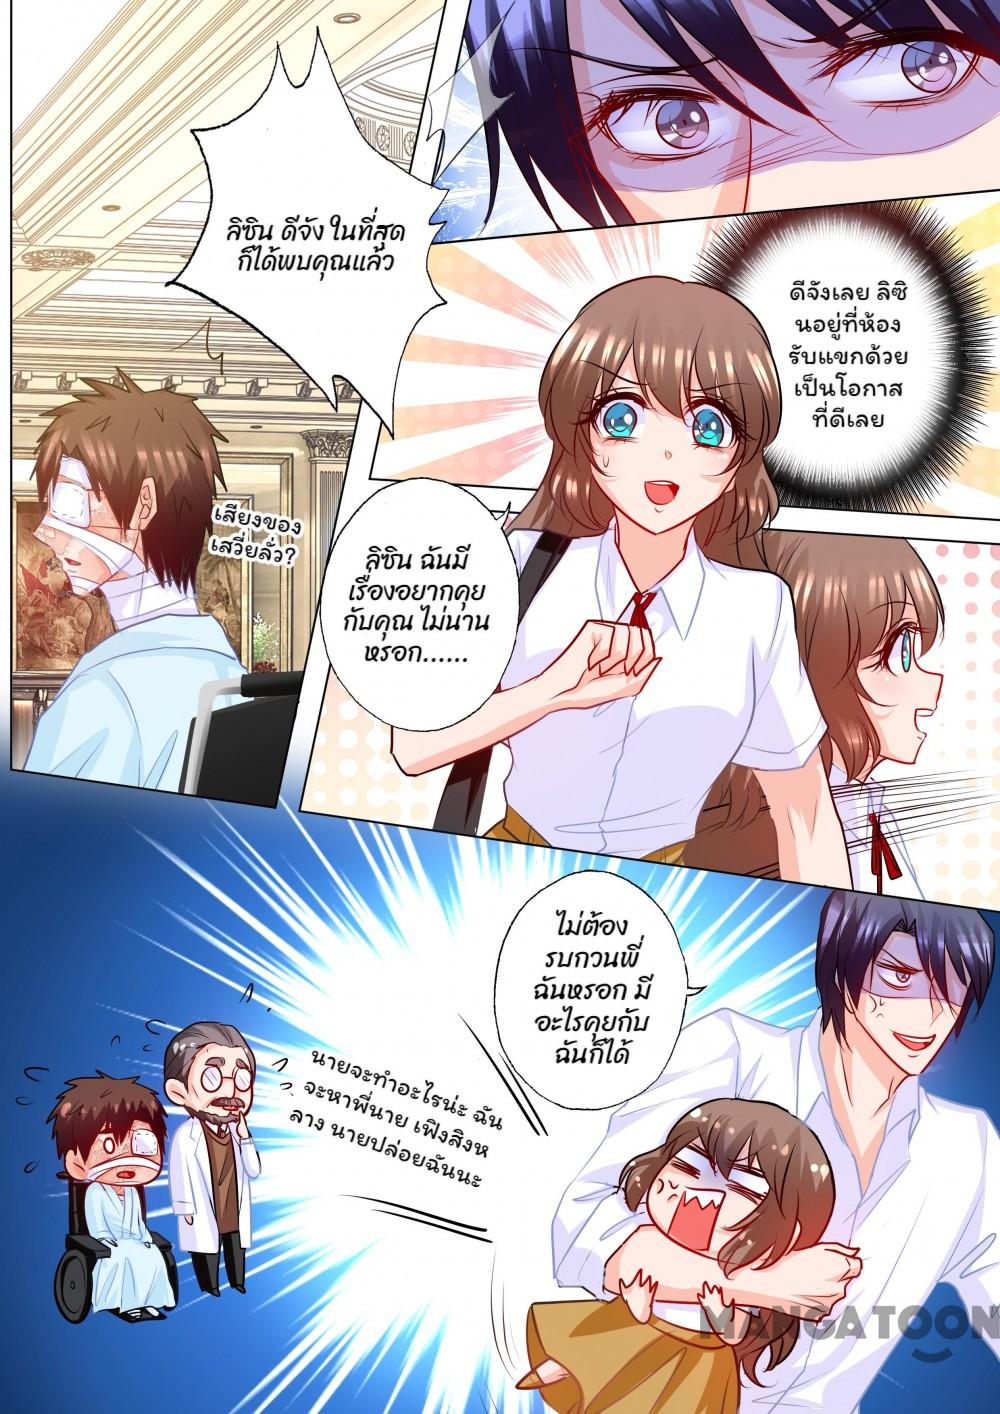 ลิซิน ดีจัง ในที่สุด
ก็ได้พบคุณแล้ว
ดีจังเลย ลิซิ
นอยู่ที่ห้อง
รับแขกด้วย
เป็นโอกาส
ที่ดีเลย
เสียงของ
เสวี่ยลั่ว?
ลิซิน ฉันมี
เรื่องอยากคุย
กับคุณ ไม่นาน
หรอก......
ไม่ต้อง
รบกวนพี่
ฉันหรอก มี
อะไรคุยกับ
ฉันก็ได้
นายจะทำอะไรน่ะ ฉัน
จะหาพี่นาย เฟิงสิงห
ลาง นายปล่อยฉันนะ
MANGATOON